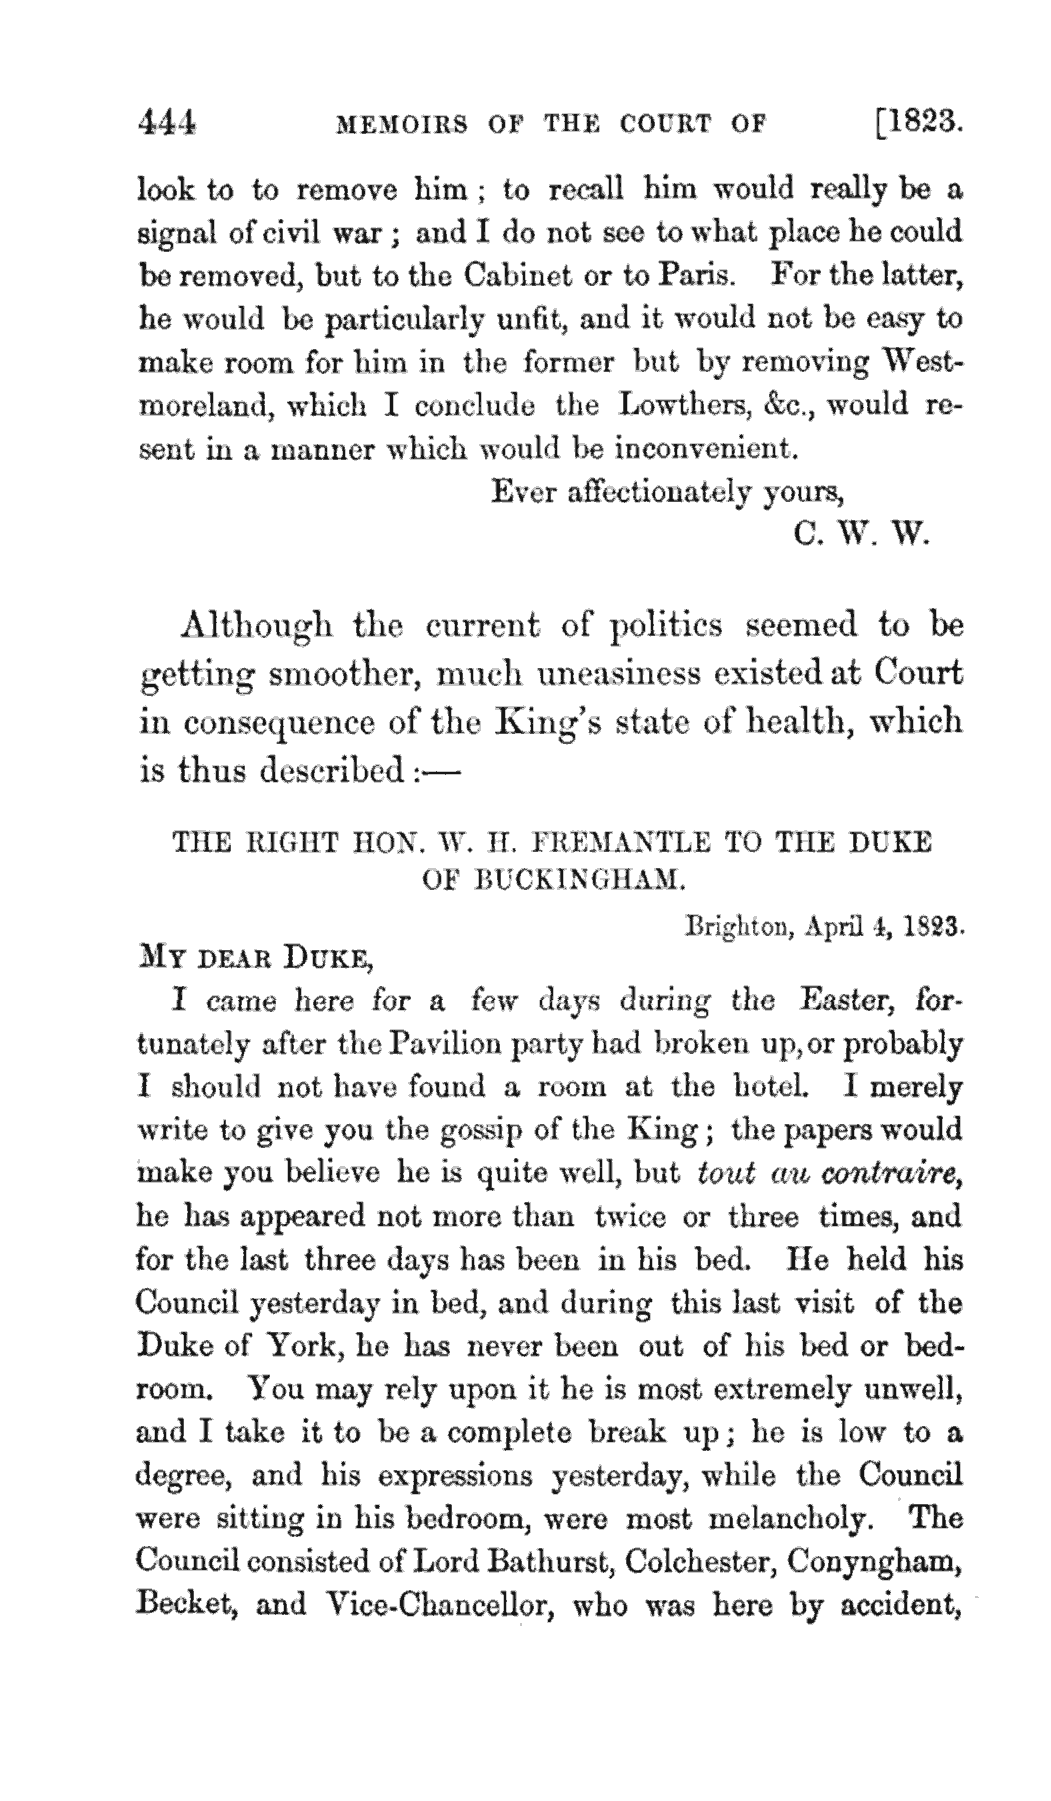 444 MEMOIRS OF THE COURT OF [1823.
look to to remove him ; to recall him would really be a
signal of civil war ; and I do not see to what place he could
be removed, but to the Cabinet or to Paris. For the latter,
he would be particularly unfit, and it would not be easy to
make room for him in the former but by removing West-
moreland, which I conclude the Lowthers, &c., would re-
sent in a manner which would be inconvenient.
Ever affectionately yours,
C. W. W.
Although the current of politics seemed to be
getting smoother, much uneasiness existed at Court
in consequence of the King's state of health, which
is thus described :—
THE RIGHT HON. W. H. FREMANTLE TO THE DUKE
OF BUCKINGHAM.
Brighton, April 4, 1823.
MY DEAR DUKE,
I came here for a few days during the Easter, for-
tunately after the Pavilion party had broken up, or probably
I should not have found a room at the hotel. I merely
write to give you the gossip of the King ; the papers would
make you believe he is quite well, but tout au contraire,
he has appeared not more than twice or three times, and
for the last three days has been in his bed. He held his
Council yesterday in bed, and during this last visit of the
Duke of York, he has never been out of his bed or bed-
room. You may rely upon it he is most extremely unwell,
and I take it to be a complete break up ; he is low to a
degree, and his expressions yesterday, while the Council
were sitting in his bedroom, were most melancholy. The
Council consisted of Lord Bathurst, Colchester, Conyngham,
Becket, and Vice-Chancellor, who was here by accident,